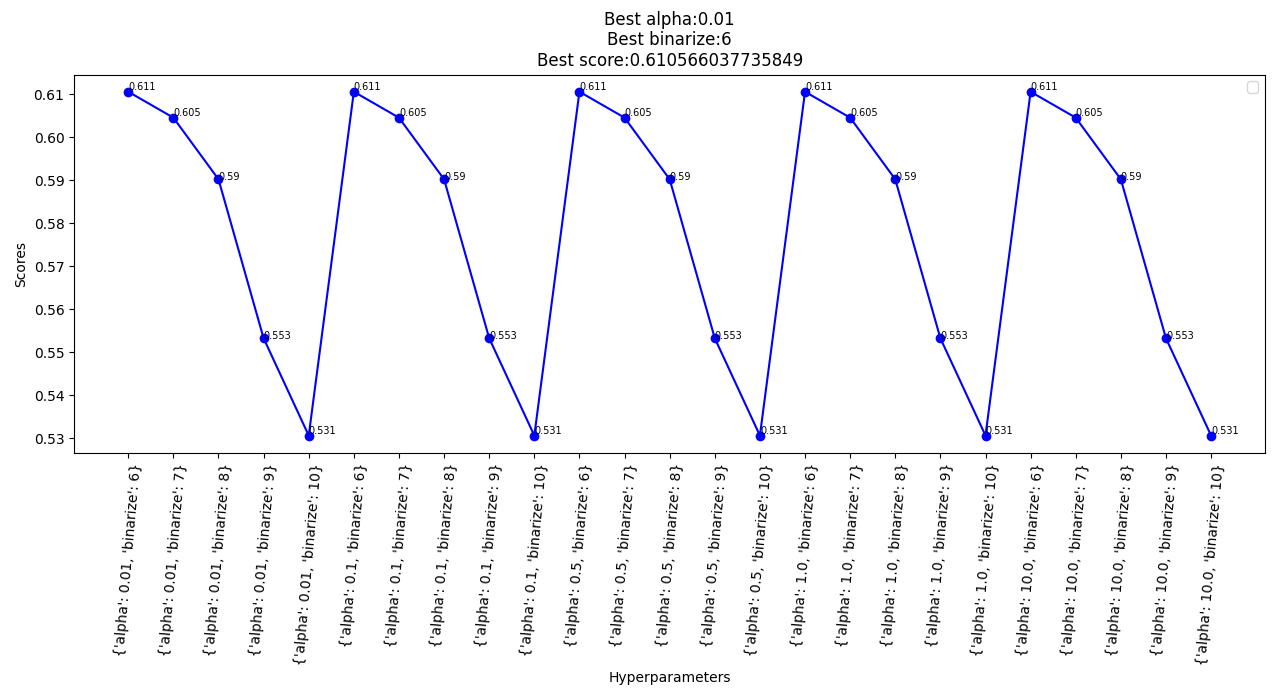 Best alpha:0.01
Best binarize:6
Best score:0.610566037735849
0.61
0.60
0.59
0.58
0.57
0.56
0.55
0.54
0.53
Scores
0.611
0.605
0.59
0.553
0.531
0.611
0.605
0.59
0.553
0.531
0.611
0.605
0.59
0.553
0.531
0.611
0.605
0.59
0.553
0.531
0.611
0.605
0.59
0.553
0.531
{'alpha': 0.01, 'binarize': 6}
{'alpha': 0.01, 'binarize': 7}
{'alpha': 0.01, 'binarize': 8}
{'alpha': 0.01, 'binarize': 9}
{'alpha': 0.01, 'binarize': 10}
{'alpha': 0.1, 'binarize': 6}
{'alpha': 0.1, 'binarize': 7}
{'alpha': 0.1, 'binarize': 8}
{'alpha': 0.1, 'binarize': 9}
{'alpha': 0.1, 'binarize': 10}
{'alpha': 0.5, 'binarize': 6}
{'alpha': 0.5, 'binarize': 7}
{'alpha': 0.5, 'binarize': 8}
{'alpha': 0.5, 'binarize': 9}
{'alpha': 0.5, 'binarize': 10}
{'alpha': 1.0, 'binarize': 6}
{'alpha': 1.0, 'binarize': 7}
{'alpha': 1.0, 'binarize': 8}
{'alpha': 1.0, 'binarize': 9}
{'alpha': 1.0, 'binarize': 10}
{'alpha': 10.0, 'binarize': 6}
{'alpha': 10.0, 'binarize': 7}
{'alpha': 10.0, 'binarize': 8}
{'alpha': 10.0, 'binarize': 9}
{'alpha': 10.0, 'binarize': 10}
Hyperparameters